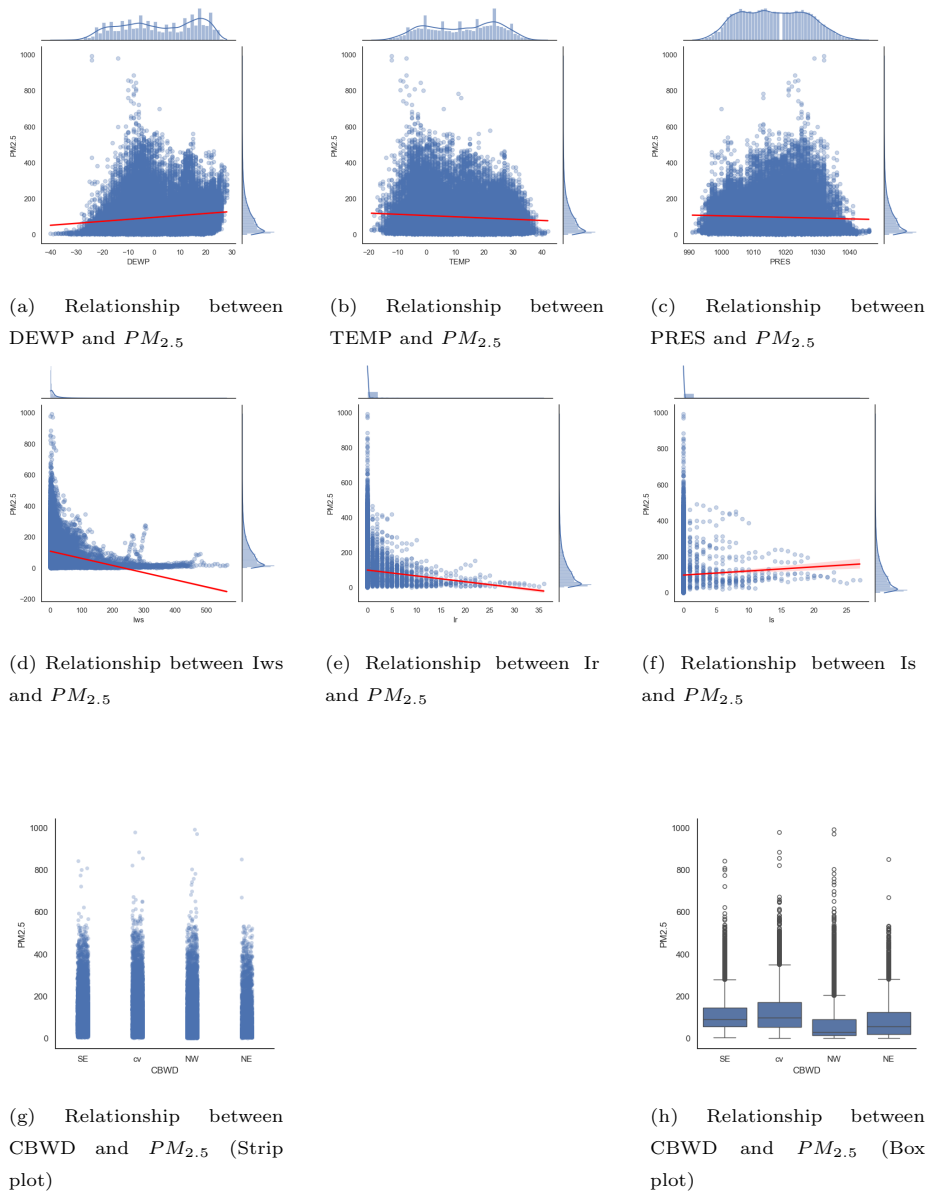 1000
800
600
400
200
0
PM2.5
−40 −30 −20 −10 0 10 20 30
DEWP
1000
800
600
400
200
0
PM2.5
−20 −10 0 10 20 30 40
TEMP
1000
800
600
400
200
0
PM2.5
990 1000 1010 1020 1030 1040
PRES
(a) Relationship between
DEWP and PM2.5
(b) Relationship between
TEMP and PM2.5
(c) Relationship between
PRES and PM2.5
1000
800
600
400
200
0
−200
PM2.5
0 100 200 300 400 500
Iws
1000
800
600
400
200
0
PM2.5
0 5 10 15 20 25 30 35
Ir
1000
800
600
400
200
0
PM2.5
0 5 10 15 20 25
Is
(d) Relationship between Iws
and PM2.5
(e) Relationship between Ir
and PM2.5
(f) Relationship between Is
and PM2.5
1000
800
600
400
200
0
PM2.5
SE cv NW NE
CBWD
1000
800
600
400
200
0
PM2.5
SE cv NW NE
CBWD
(g) Relationship between
CBWD and PM2.5 (Strip
plot)
(h) Relationship between
CBWD and PM2.5 (Box
plot)